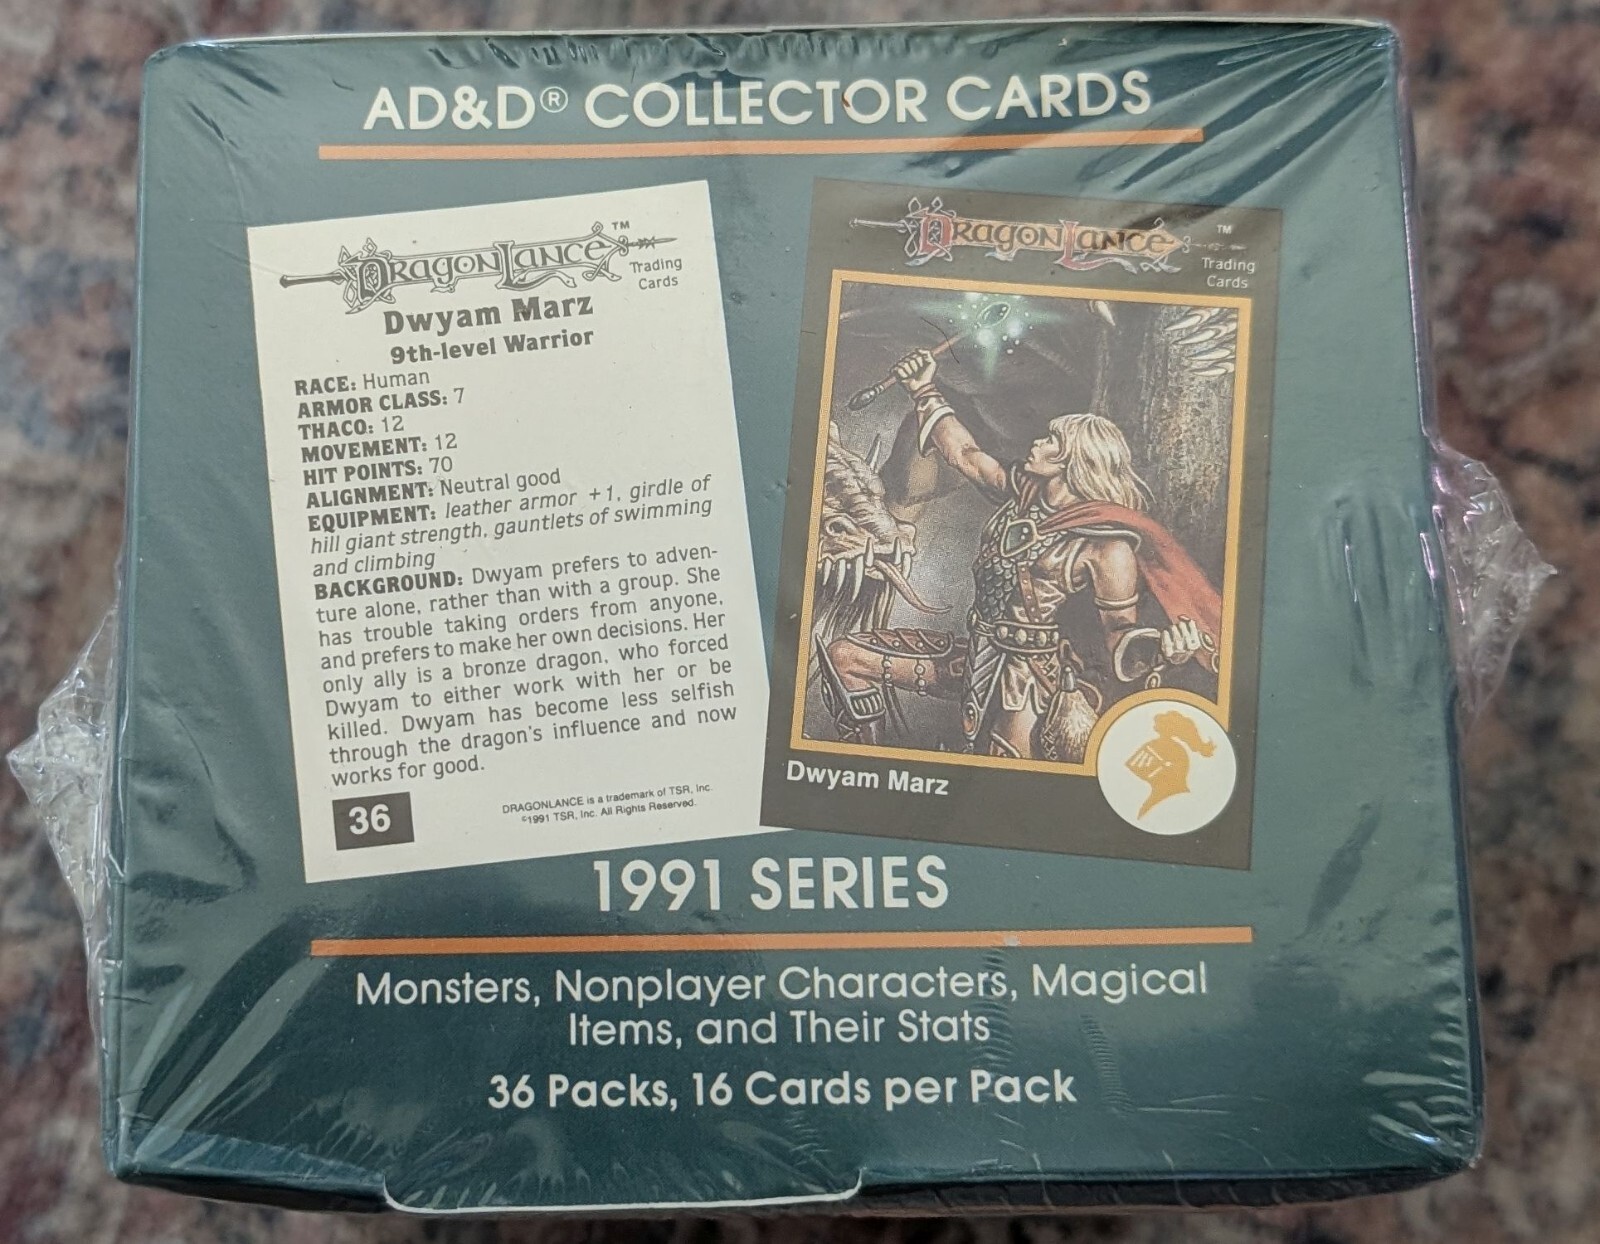 AD&D® COLLECTOR CARDS
DRAGONLANCE™
Trading
Cards
Dwyam Marz
9th-level Warrior
RACE: Human
ARMOR CLASS: 7
THACO: 12
MOVEMENT: 12
HIT POINTS: 70
ALIGNMENT: Neutral good
EQUIPMENT: leather armor +1, girdle of
hill giant strength, gauntlets of swimming
and climbing
BACKGROUND: Dwyam prefers to adven-
ture alone, rather than with a group. She
has trouble taking orders from anyone,
and prefers to make her own decisions. Her
only ally is a bronze dragon, who forced
Dwyam to either work with her or be
killed. Dwyam has become less selfish
through the dragon's influence and now
works for good.
36
DRAGONLANCE is a trademark of TSR, Inc.
©1991 TSR, Inc. All Rights Reserved.
DRAGONLANCE™
Trading
Cards
Dwyam Marz
1991 SERIES
Monsters, Nonplayer Characters, Magical
Items, and Their Stats
36 Packs, 16 Cards per Pack